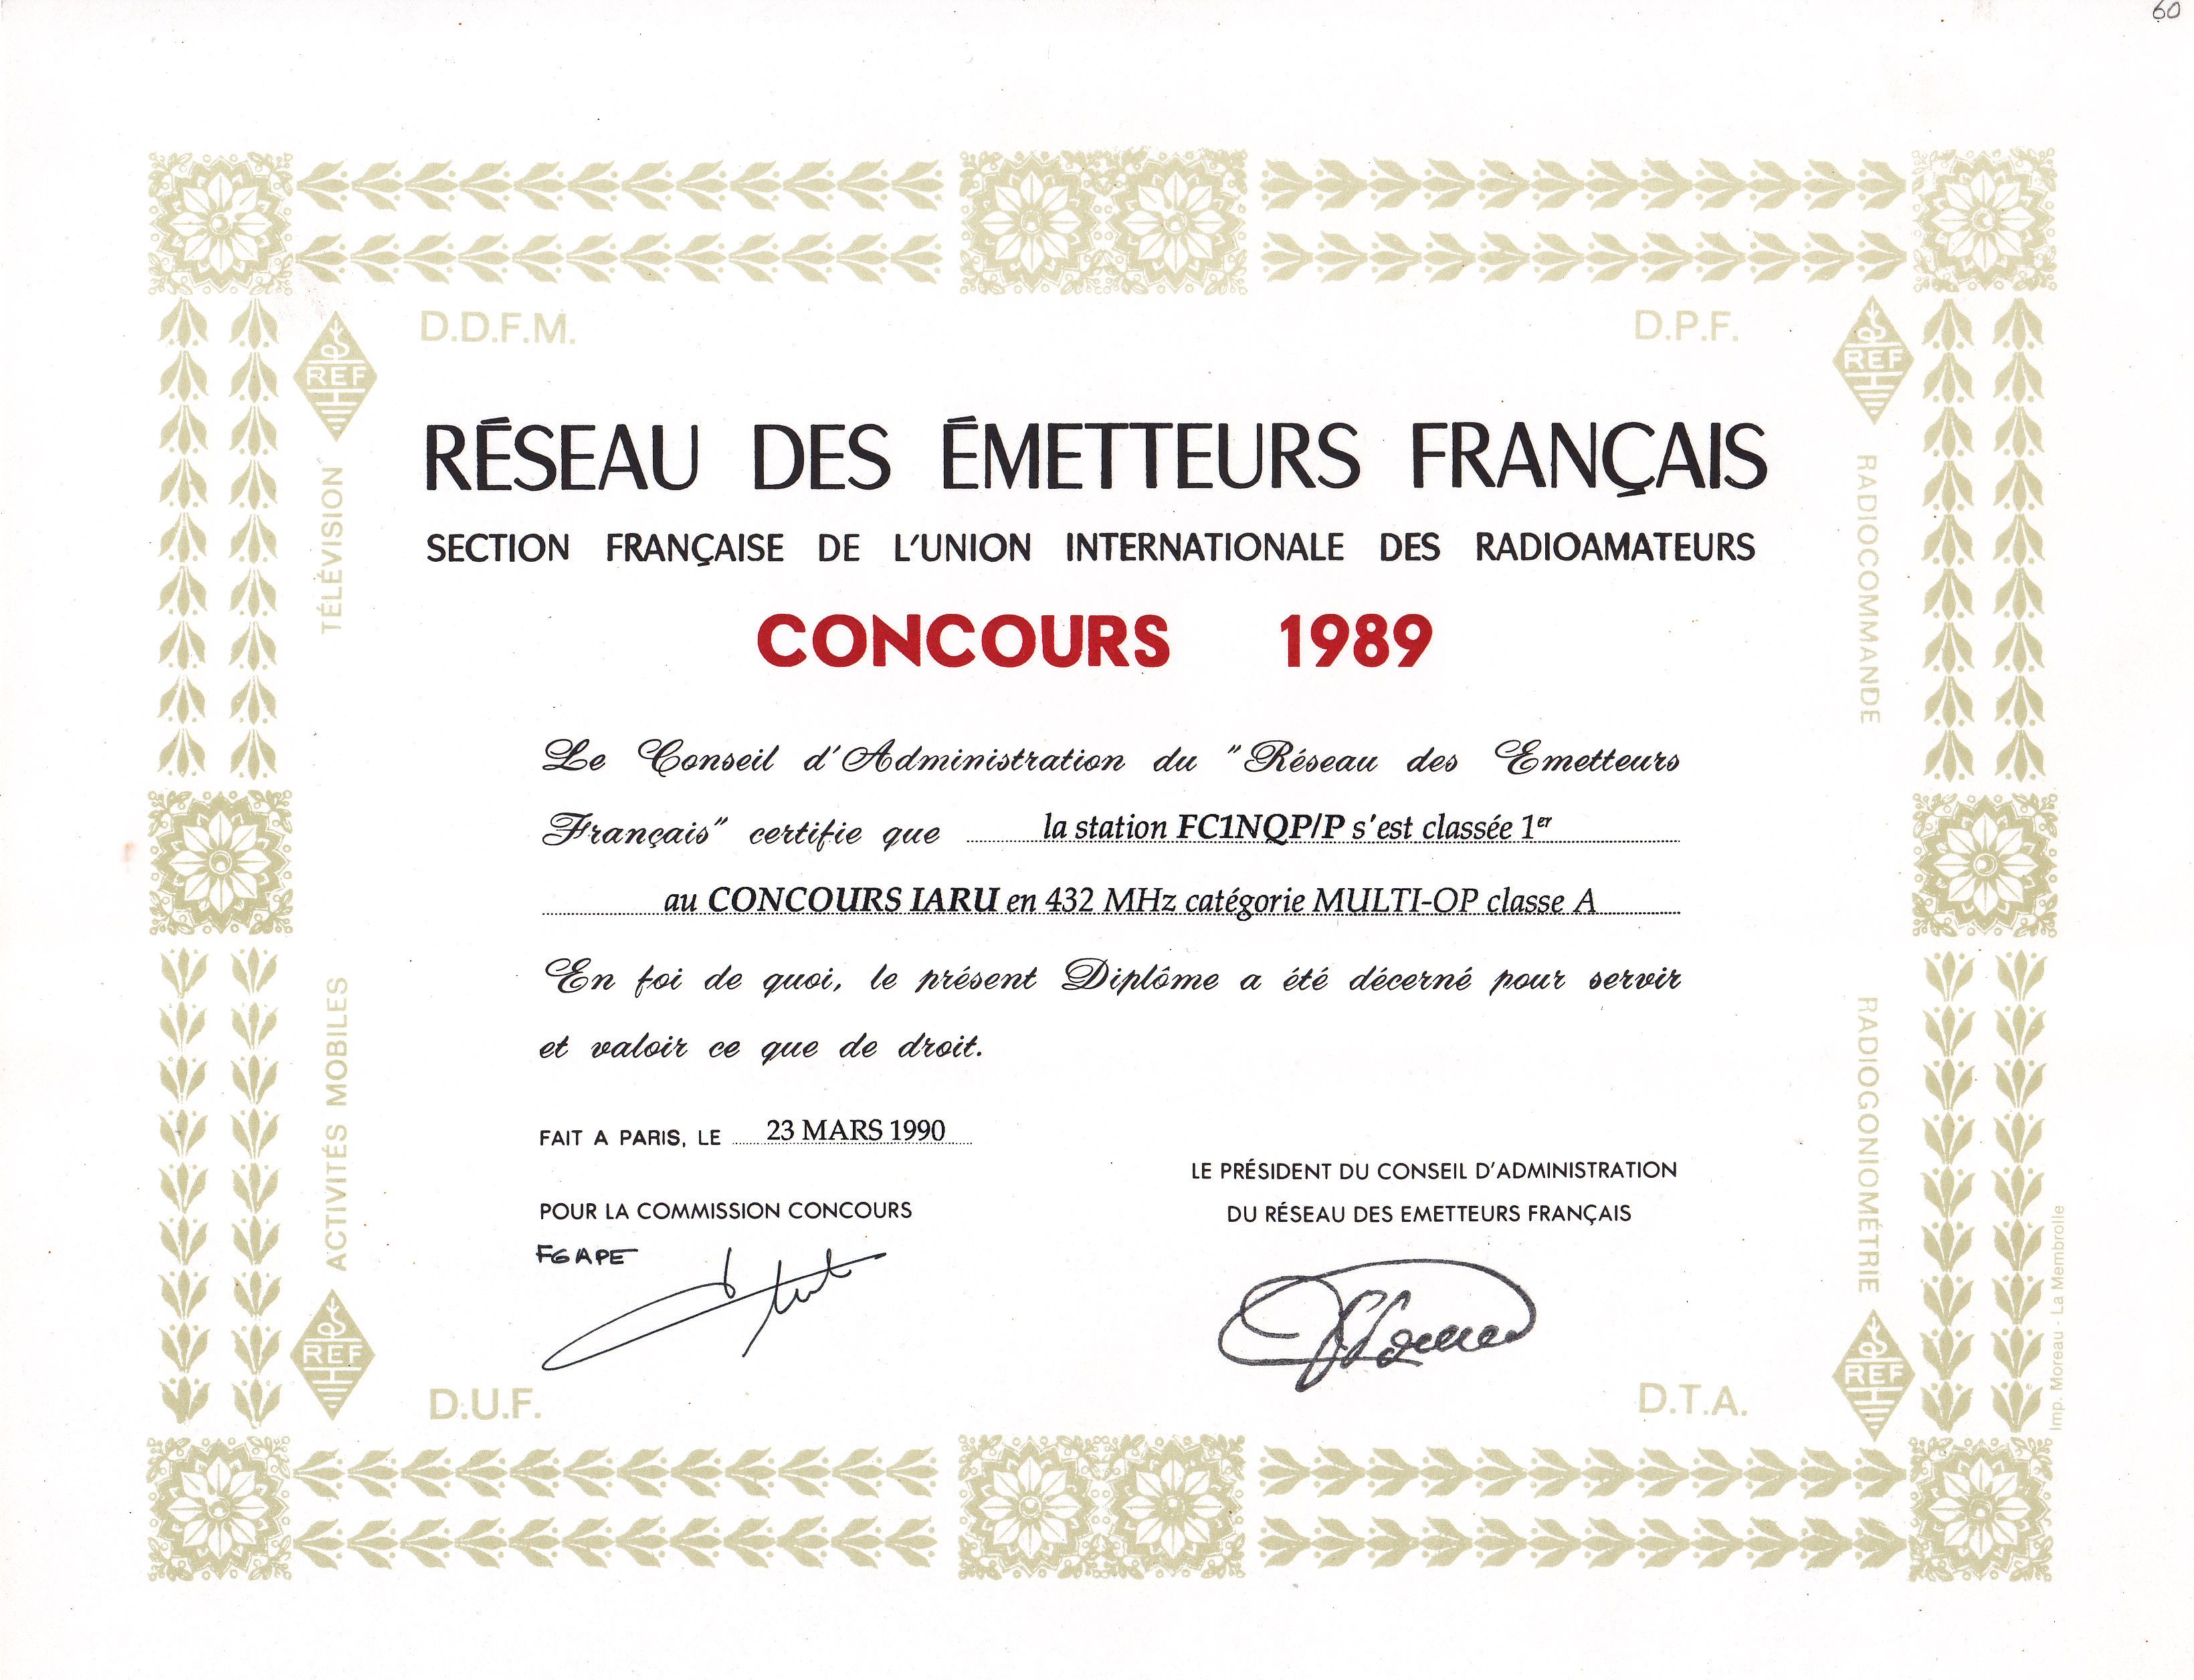 60
D.D.F.M.
D.P.F.
REF
REF
TÉLÉVISION
RADIOCOMMANDE
RÉSEAU DES ÉMETTEURS FRANÇAIS
SECTION FRANÇAISE DE L'UNION INTERNATIONALE DES RADIOAMATEURS
CONCOURS 1989
Le Conseil d'Administration du "Réseau des Emetteurs
Français" certifie que la station FC1NQP/P s'est classée 1er
au CONCOURS IARU en 432 MHz catégorie MULTI-OP classe A
En foi de quoi, le présent Diplôme a été décerné pour servir
et valoir ce que de droit.
ACTIVITÉS MOBILES
RADIOGONIOMÉTRIE
FAIT A PARIS, LE 23 MARS 1990
LE PRÉSIDENT DU CONSEIL D'ADMINISTRATION
DU RÉSEAU DES EMETTEURS FRANÇAIS
POUR LA COMMISSION CONCOURS
F6APE
REF
REF
D.U.F.
D.T.A.
Imp. Moreau - La Membrolle